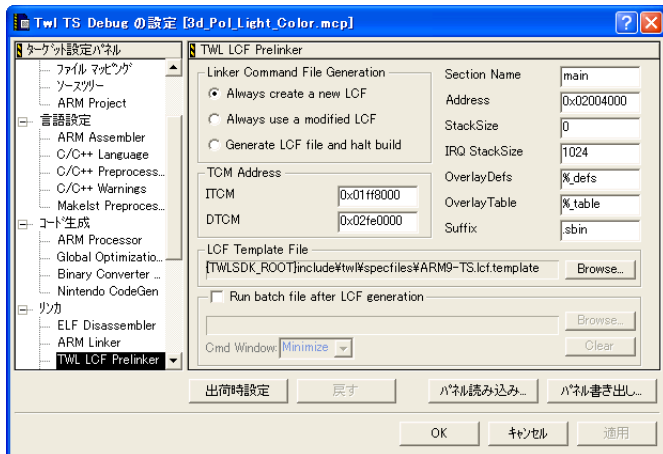 Twl TS Debug の設定 [3d_Pol_Light_Color.mcp]
ターゲット設定パネル
ファイル マッピング
ソースツリー
ARM Project
言語設定
ARM Assembler
C/C++ Language
C/C++ Preprocess...
C/C++ Warnings
Makelst Preproces...
コード生成
ARM Processor
Global Optimizatio...
Binary Converter ...
Nintendo CodeGen
リンカ
ELF Disassembler
ARM Linker
TWL LCF Prelinker
TWL LCF Prelinker
Linker Command File Generation
Always create a new LCF
Always use a modified LCF
Generate LCF file and halt build
TCM Address
ITCM 0x01ff8000
DTCM 0x02fe0000
Section Name main
Address 0x02004000
StackSize 0
IRQ StackSize 1024
OverlayDefs %_defs
OverlayTable %_table
Suffix .sbin
LCF Template File
{TWLSDK_ROOT}include¥twl¥specfiles¥ARM9-TS.lcf.template Browse...
Run batch file after LCF generation
Browse...
Cmd Window: Minimize Clear
出荷時設定 戻す パネル読み込み... パネル書き出し...
OK キャンセル 適用